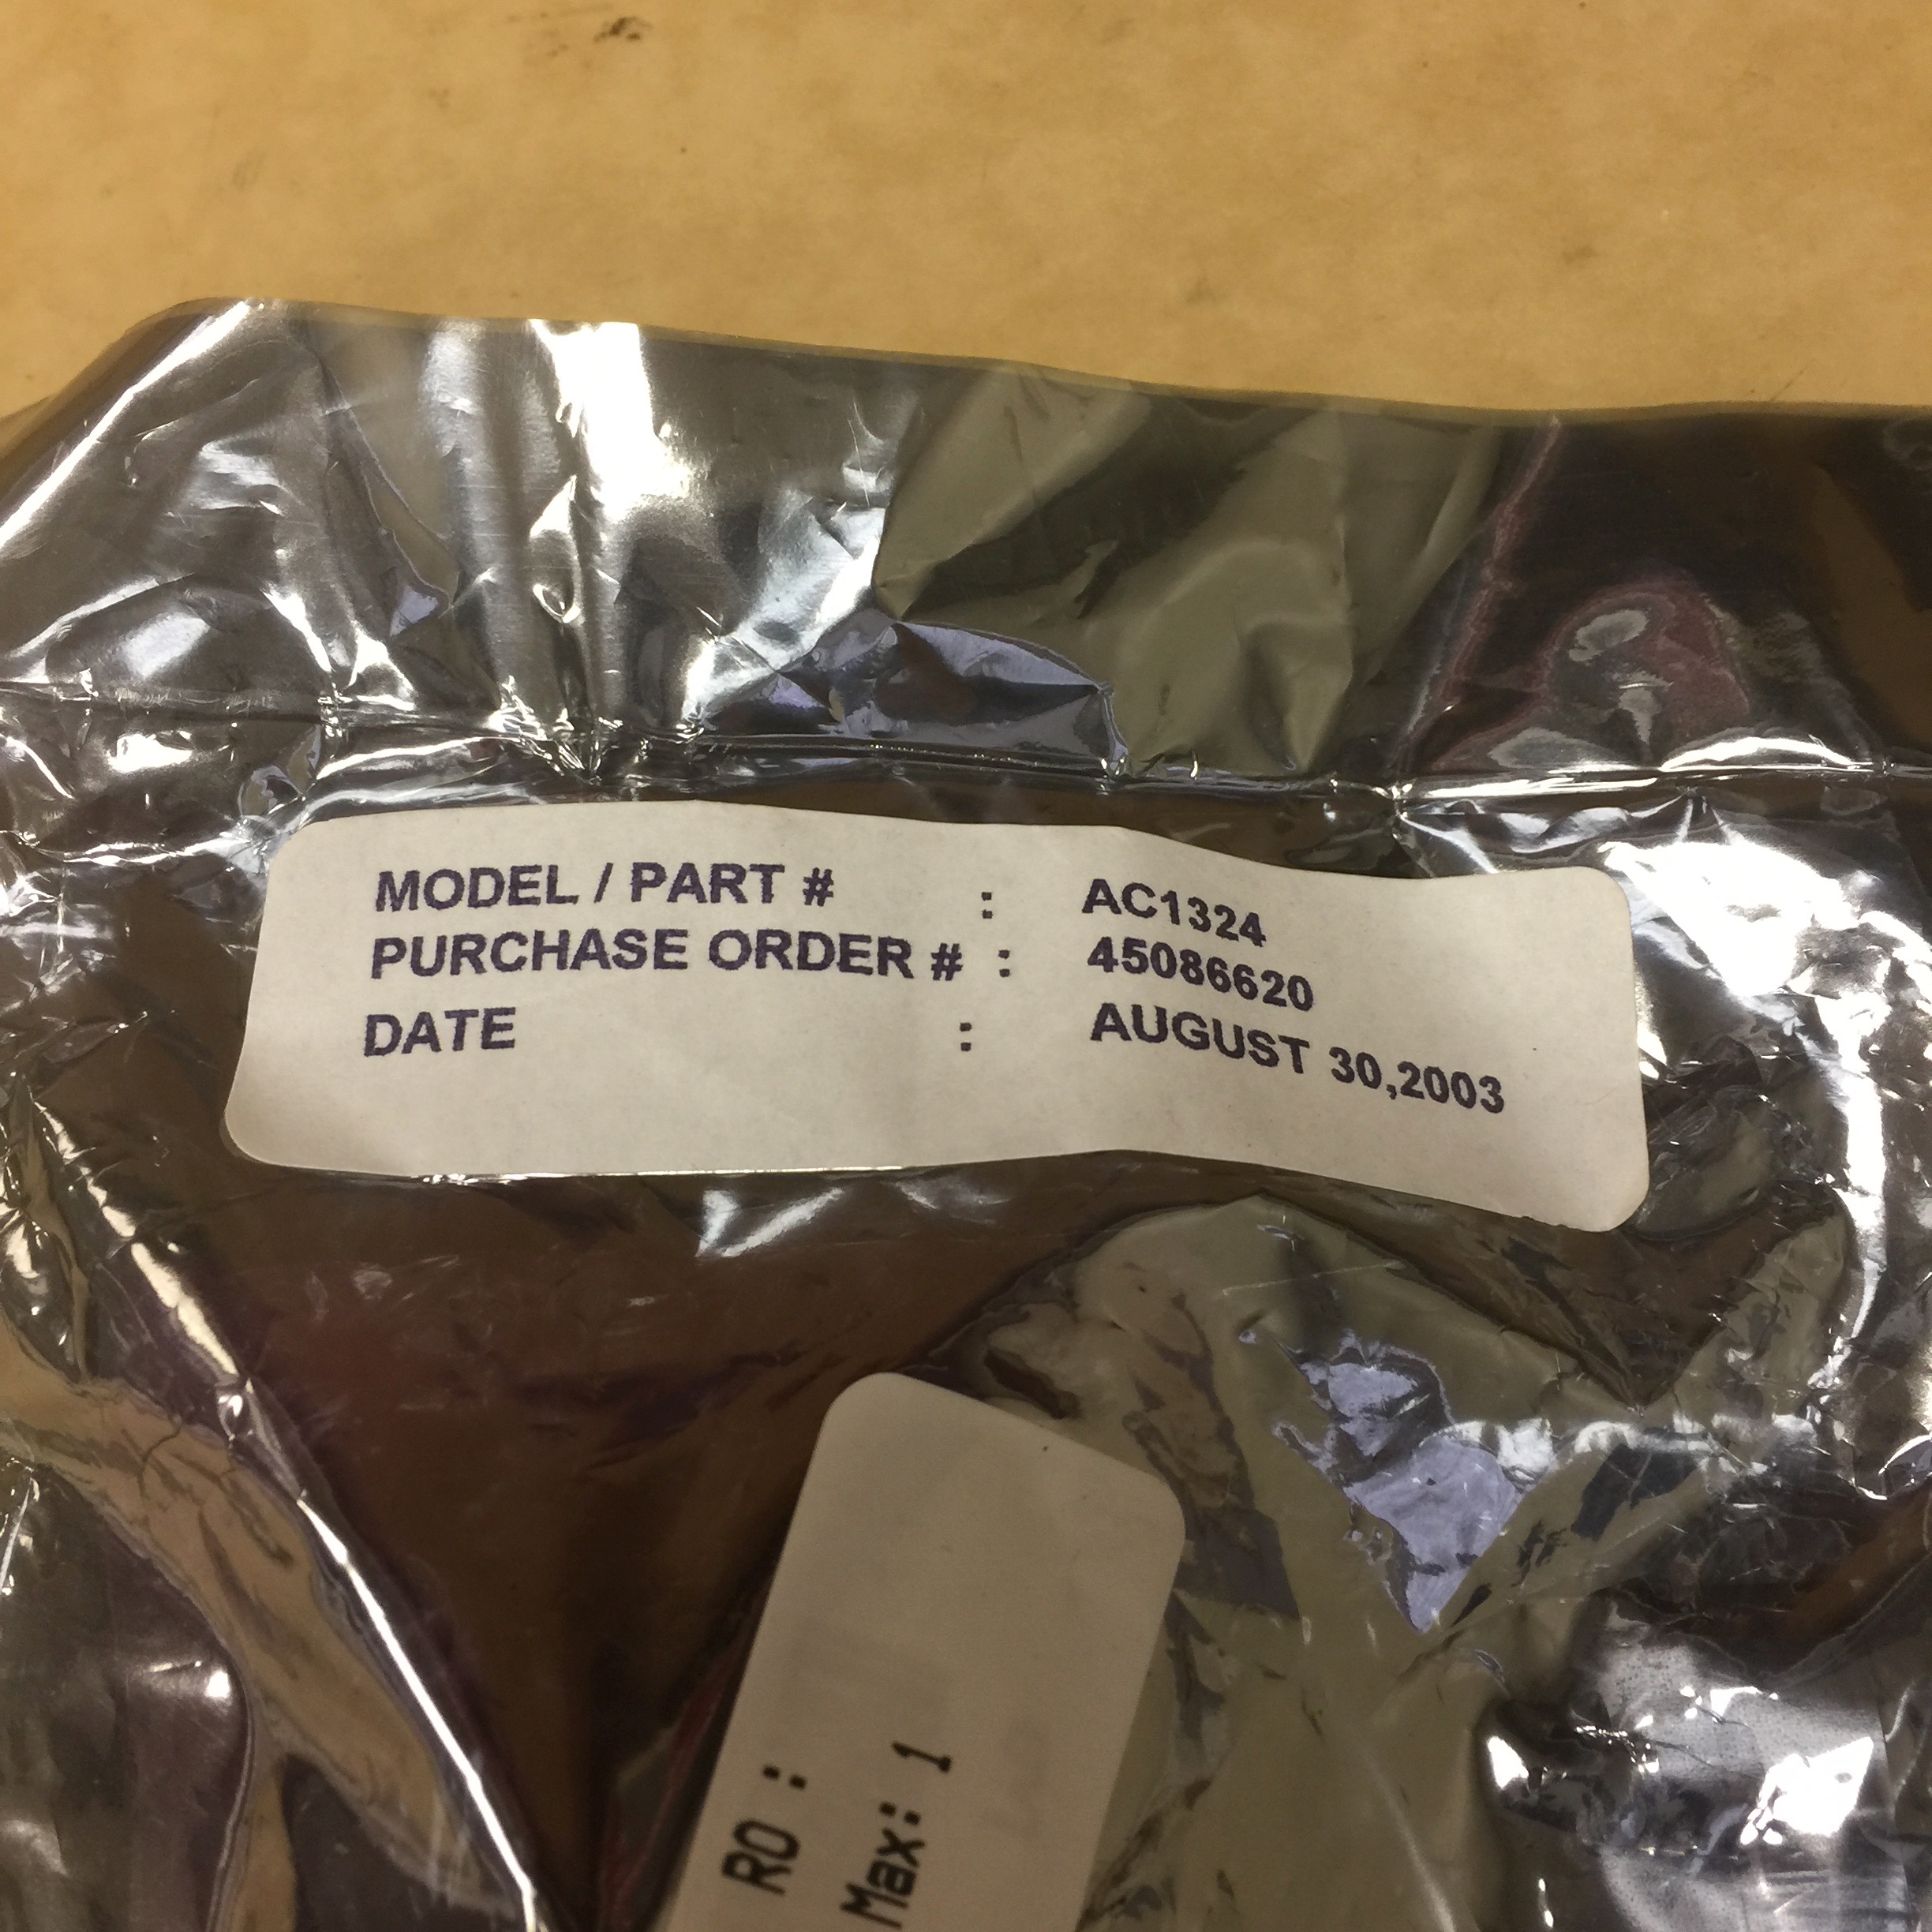 MODEL / PART # : AC1324
PURCHASE ORDER # : 45086620
DATE : AUGUST 30,2003
RO :
Max: 1